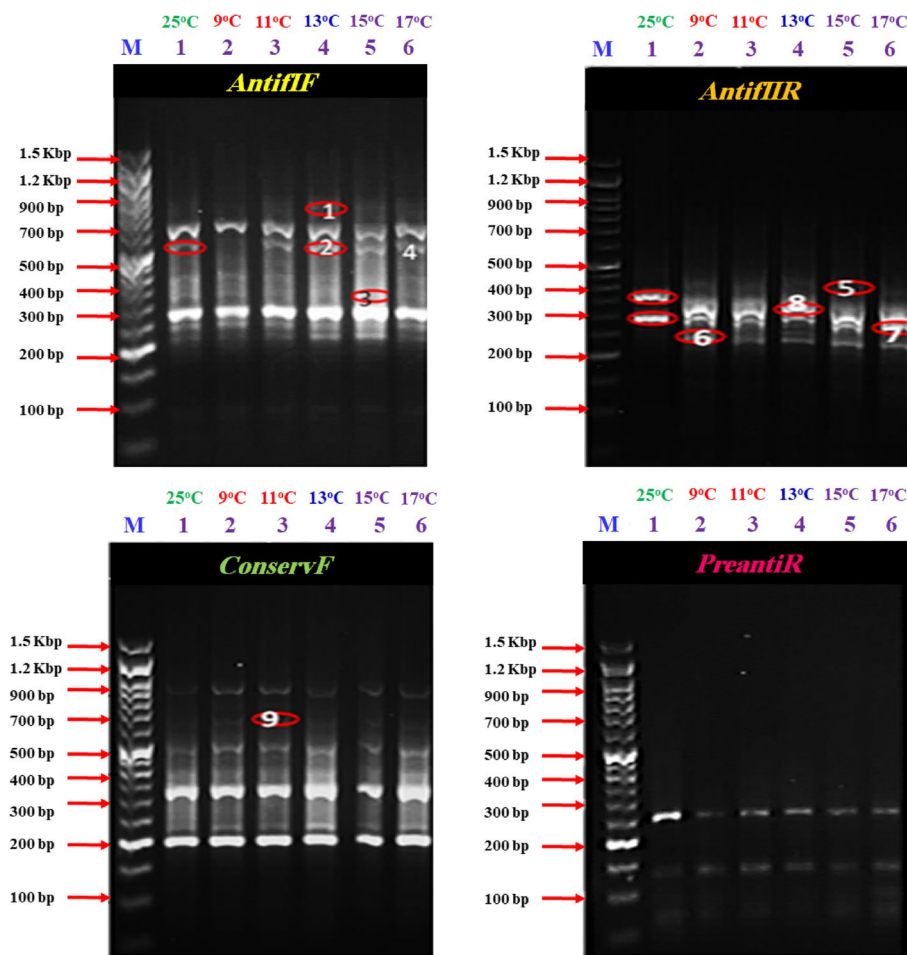 25°C 9°C 11°C 13°C 15°C 17°C
M 1 2 3 4 5 6
AntifIF
1.5 Kbp
1.2 Kbp
900 bp
700 bp
500 bp
400 bp
300 bp
200 bp
100 bp
1
2
3
4
25°C 9°C 11°C 13°C 15°C 17°C
M 1 2 3 4 5 6
AntifIIR
1.5 Kbp
1.2 Kbp
900 bp
700 bp
500 bp
400 bp
300 bp
200 bp
100 bp
5
8
7
6
25°C 9°C 11°C 13°C 15°C 17°C
M 1 2 3 4 5 6
ConservF
1.5 Kbp
1.2 Kbp
900 bp
700 bp
500 bp
400 bp
300 bp
200 bp
100 bp
9
25°C 9°C 11°C 13°C 15°C 17°C
M 1 2 3 4 5 6
PreantiR
1.5 Kbp
1.2 Kbp
900 bp
700 bp
500 bp
400 bp
300 bp
200 bp
100 bp